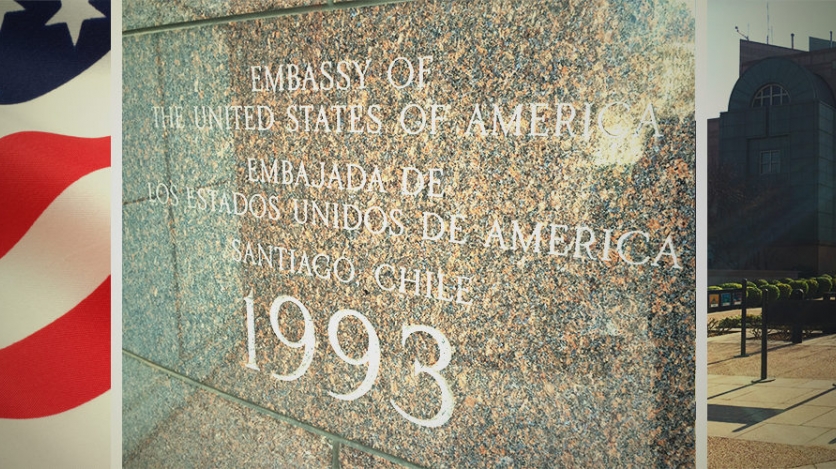 EMBASSY OF
THE UNITED STATES OF AMERICA
EMBAJADA DE
LOS ESTADOS UNIDOS DE AMERICA
SANTIAGO, CHILE
1993